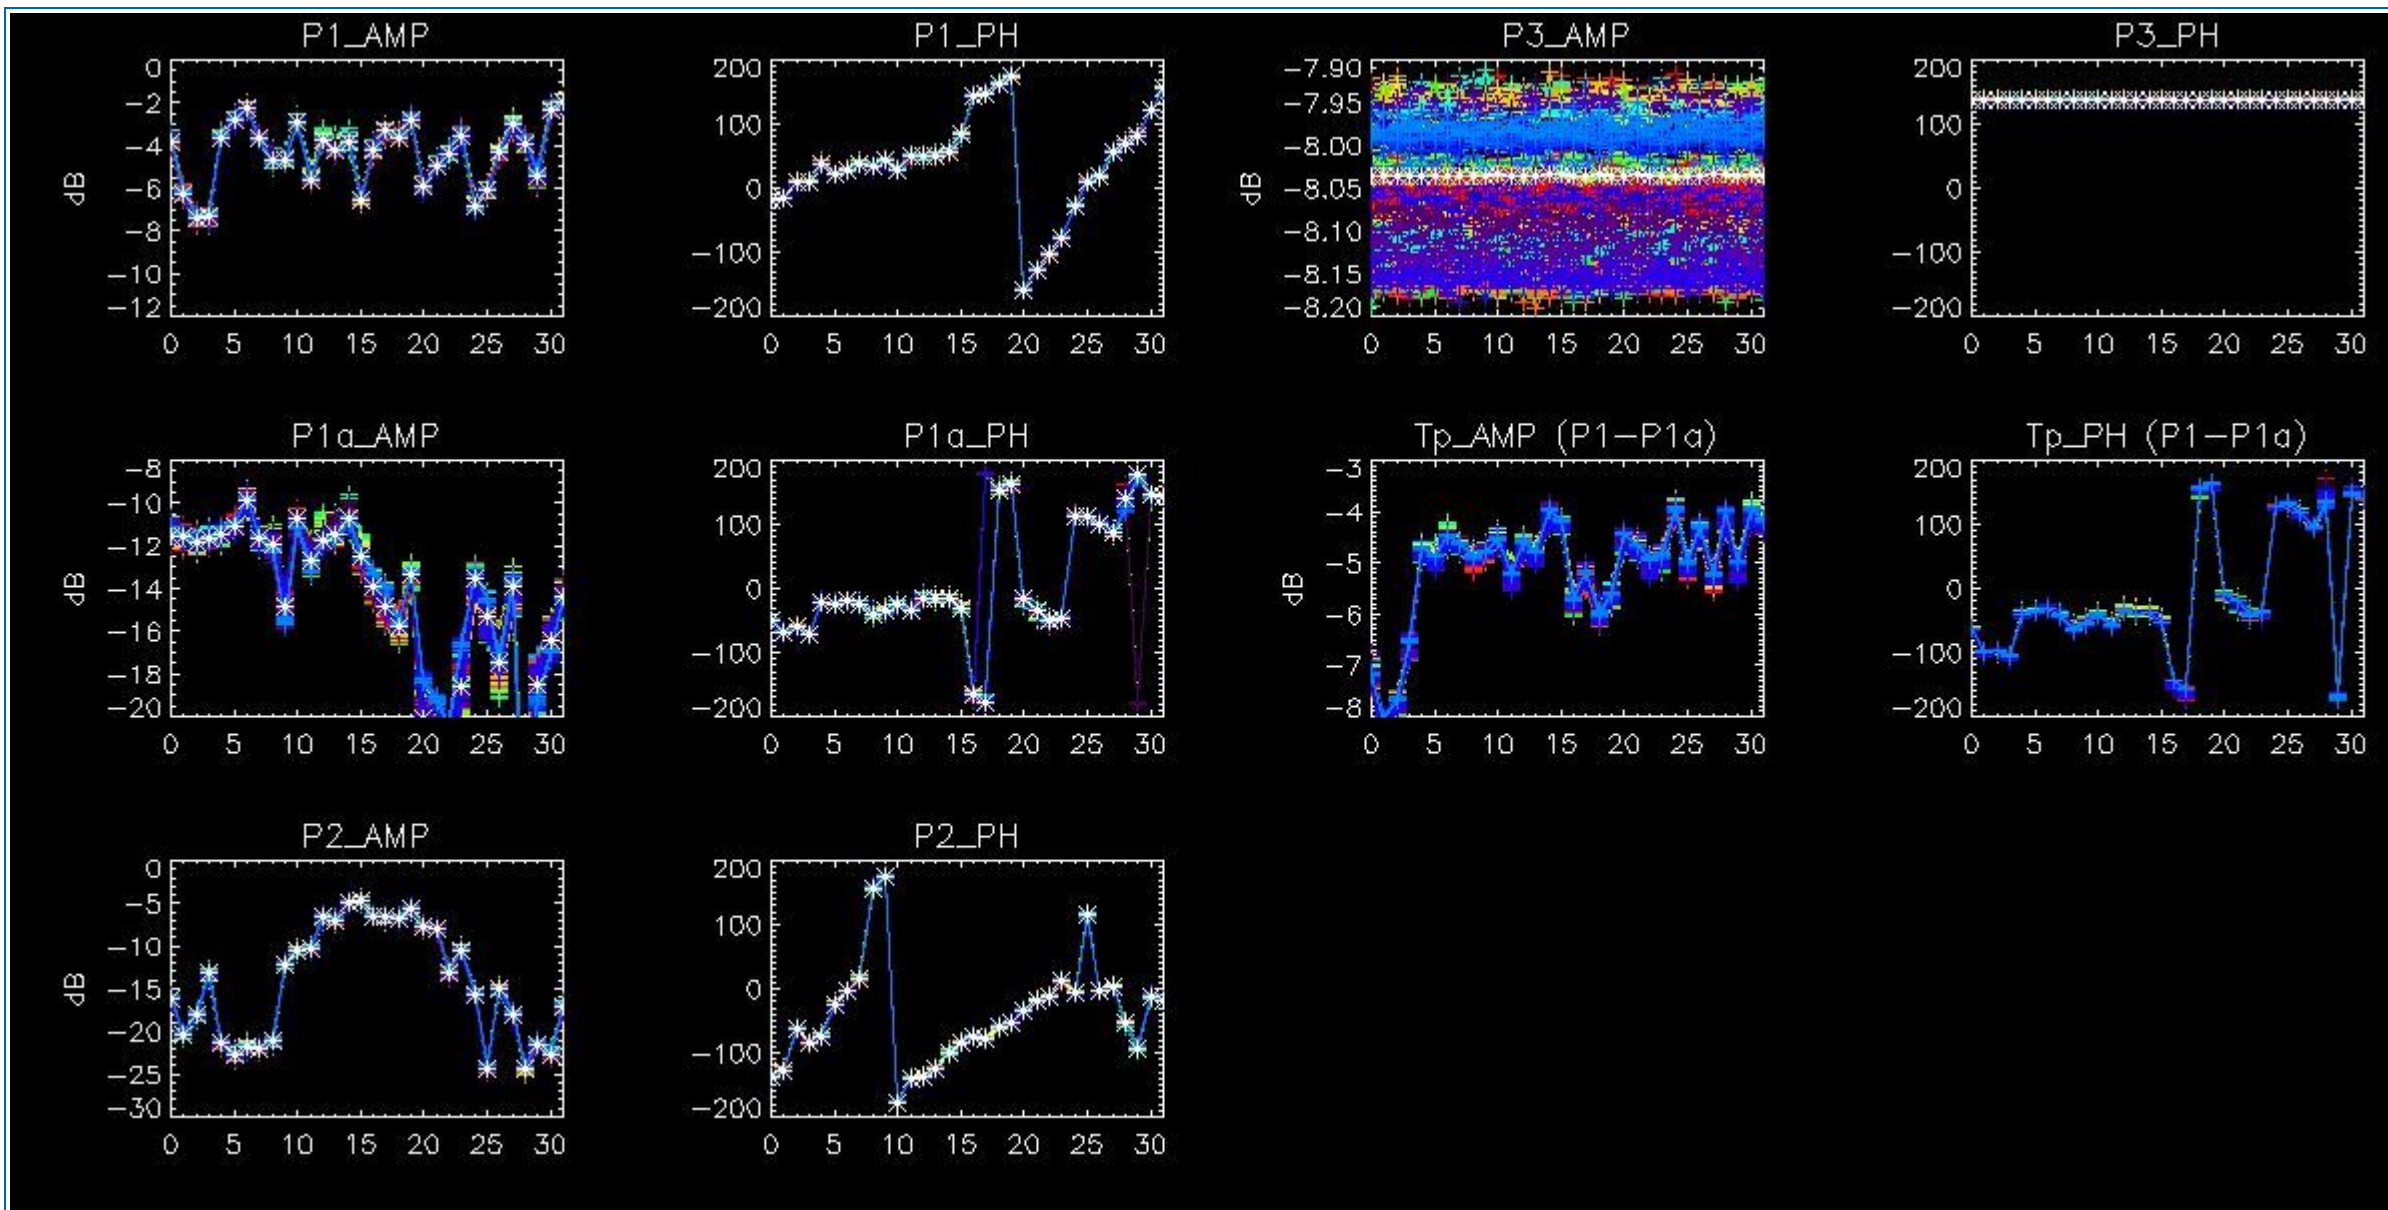 P1_AMP
P1_PH
P3_AMP
P3_PH
0
−2
−4
−6
−8
−10
−12
dB
0 5 10 15 20 25 30
200
100
0
−100
−200
0 5 10 15 20 25 30
−7.90
−7.95
−8.00
−8.05
−8.10
−8.15
−8.20
dB
0 5 10 15 20 25 30
200
100
0
−100
−200
0 5 10 15 20 25 30
P1a_AMP
P1a_PH
Tp_AMP (P1−P1a)
Tp_PH (P1−P1a)
−8
−10
−12
−14
−16
−18
−20
dB
0 5 10 15 20 25 30
200
100
0
−100
−200
0 5 10 15 20 25 30
−3
−4
−5
−6
−7
−8
dB
0 5 10 15 20 25 30
200
100
0
−100
−200
0 5 10 15 20 25 30
P2_AMP
P2_PH
0
−5
−10
−15
−20
−25
−30
dB
0 5 10 15 20 25 30
200
100
0
−100
−200
0 5 10 15 20 25 30